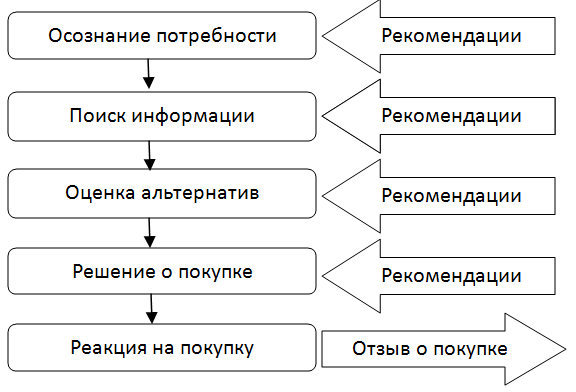 Осознание потребности
Рекомендации
Поиск информации
Рекомендации
Оценка альтернатив
Рекомендации
Решение о покупке
Рекомендации
Реакция на покупку
Отзыв о покупке